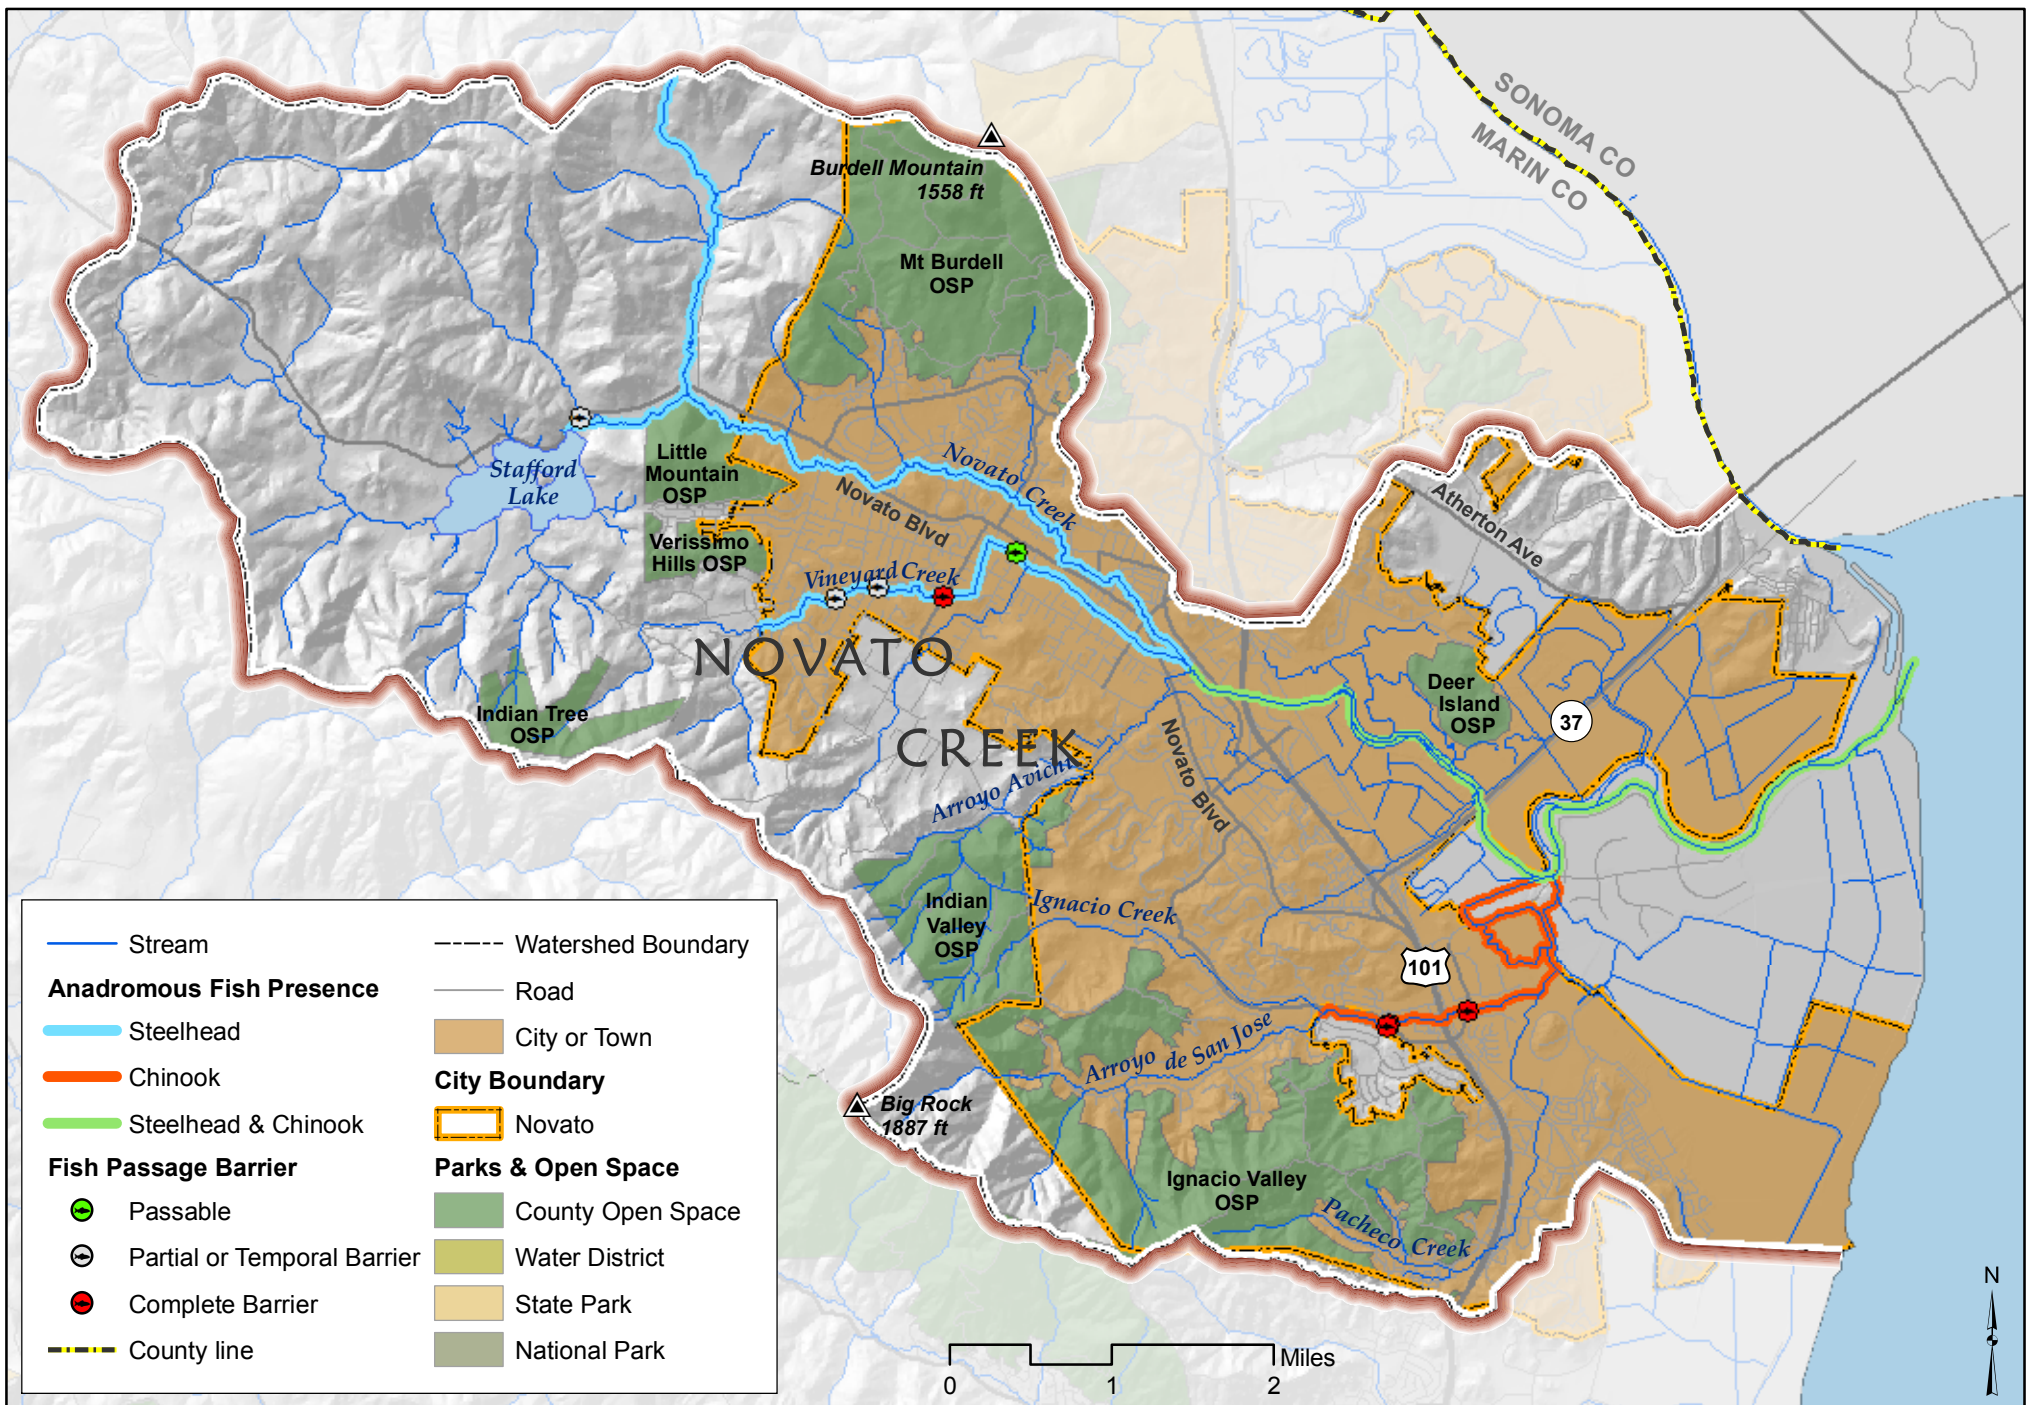 SONOMA CO
MARIN CO
Burdell Mountain
1558 ft
Mt Burdell
OSP
Little
Mountain
OSP
Stafford
Lake
Novato Creek
Novato Blvd
Atherton Ave
Verissimo
Hills OSP
Vineyard Creek
NOVATO
CREEK
Indian Tree
OSP
Deer
Island
OSP
37
Novato Blvd
Arroyo Avichi
Indian
Valley
OSP
Ignacio Creek
101
Arroyo de San Jose
Big Rock
1887 ft
Ignacio Valley
OSP
Pacheco Creek
Stream
Anadromous Fish Presence
Steelhead
Chinook
Steelhead & Chinook
Fish Passage Barrier
Passable
Partial or Temporal Barrier
Complete Barrier
County line
Watershed Boundary
Road
City or Town
City Boundary
Novato
Parks & Open Space
County Open Space
Water District
State Park
National Park
Miles
0 1 2
N